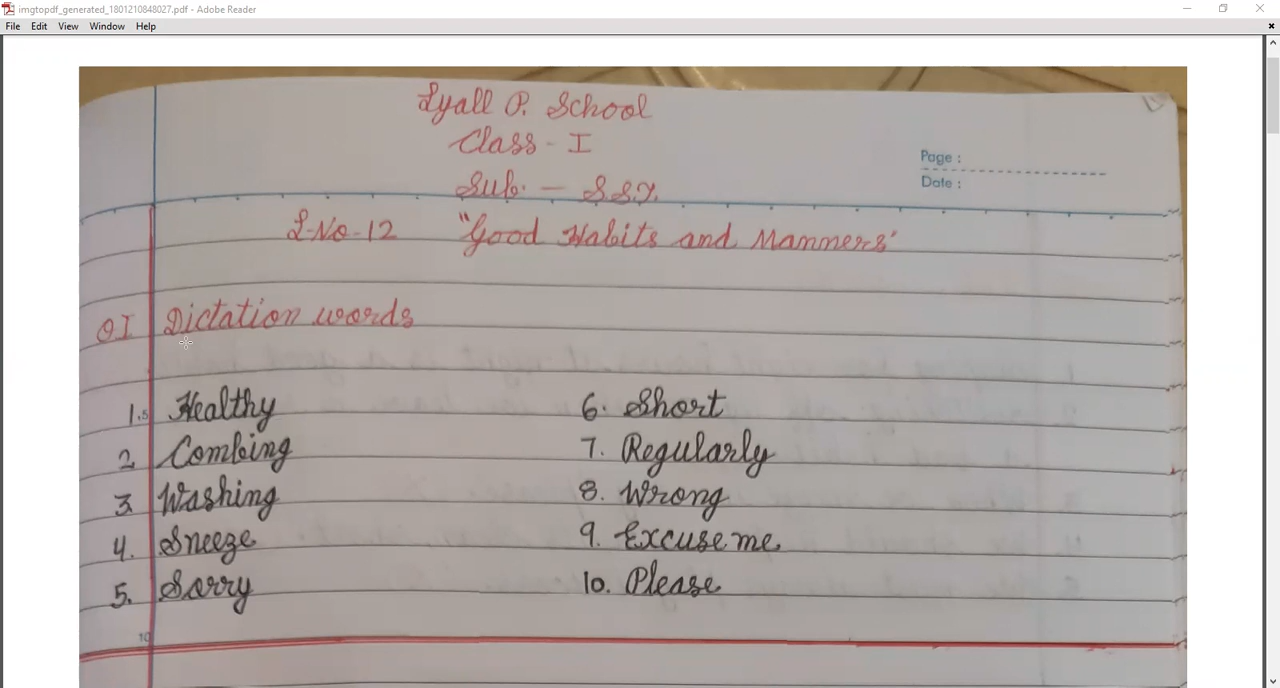 imgtopdf_generated_1801210848027.pdf - Adobe Reader
File Edit View Window Help
Lyall P. School
Class - I
Page :
Sub. - S.S.T.
Date :
L-No-12 "Good Habits and Manners"
Q I Dictation words
1. Healthy
2. Combing
3. Washing
4. Sneeze
5. Sorry
6. Short
7. Regularly
8. Wrong
9. Excuse me
10. Please
5
10